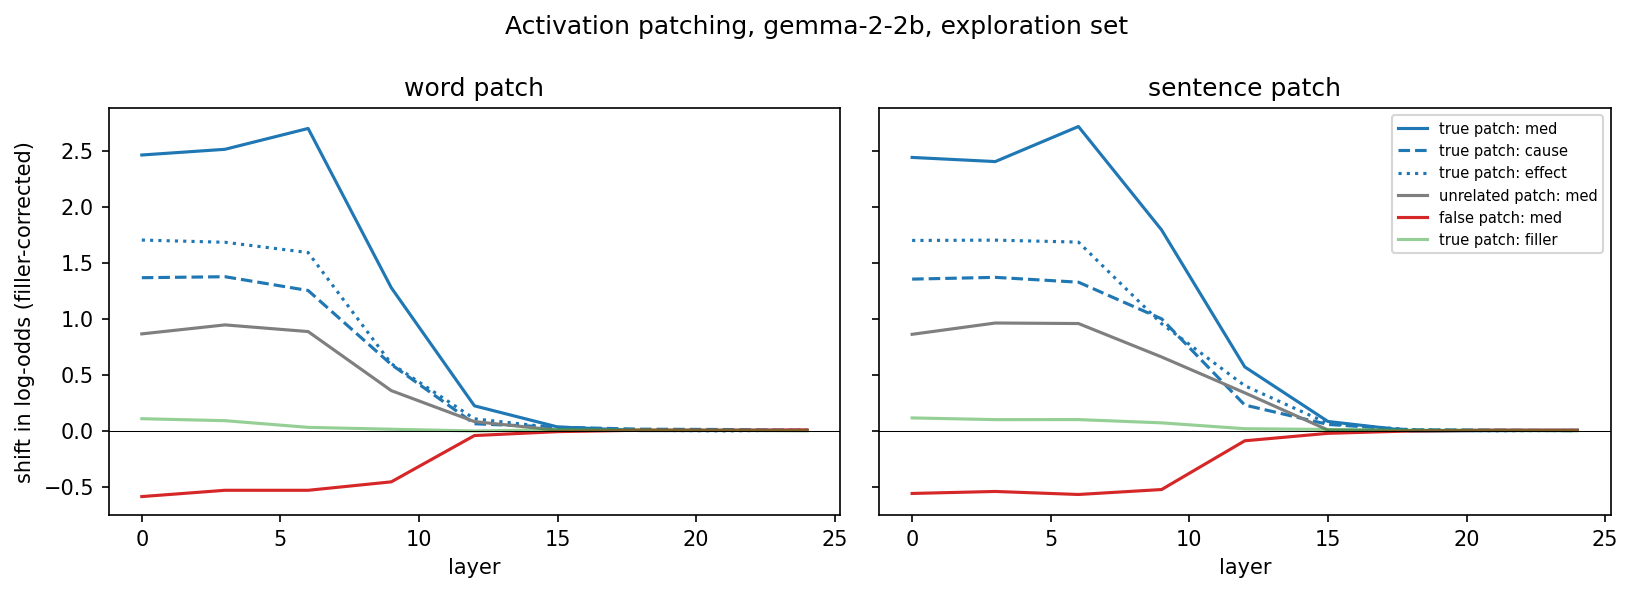 Activation patching, gemma-2-2b, exploration set
word patch
shift in log-odds (filler-corrected)
2.5
2.0
1.5
1.0
0.5
0.0
−0.5
0 5 10 15 20 25
layer
sentence patch
true patch: med
true patch: cause
true patch: effect
unrelated patch: med
false patch: med
true patch: filler
0 5 10 15 20 25
layer